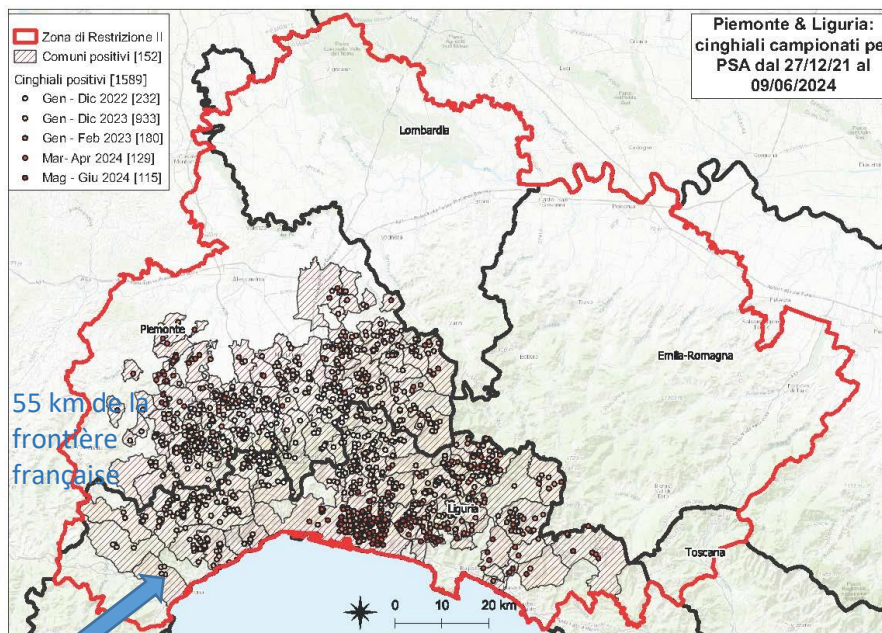 Zona di Restrizione II
Comuni positivi [152]
Cinghiali positivi [1589]
Gen - Dic 2022 [232]
Gen - Dic 2023 [933]
Gen - Feb 2023 [180]
Mar- Apr 2024 [129]
Mag - Giu 2024 [115]
Piemonte & Liguria:
cinghiali campionati pe
PSA dal 27/12/21 al
09/06/2024
Lombardia
Piemonte
Emilia-Romagna
55 km de la
frontière
française
Liguria
Toscana
0 10 20 km